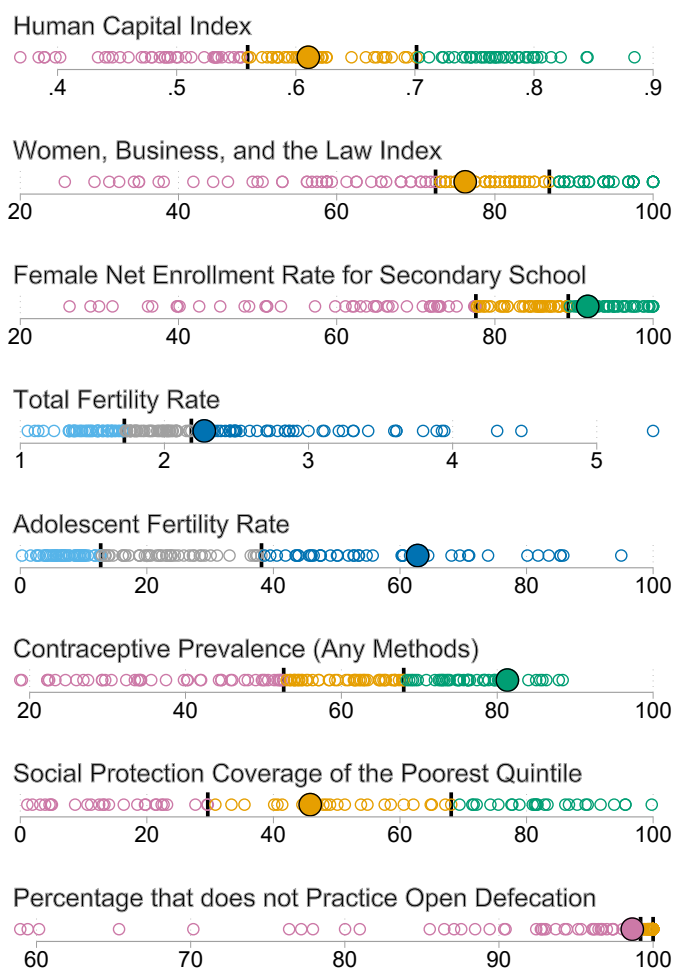 Human Capital Index
.4 .5 .6 .7 .8 .9
Women, Business, and the Law Index
20 40 60 80 100
Female Net Enrollment Rate for Secondary School
20 40 60 80 100
Total Fertility Rate
1 2 3 4 5
Adolescent Fertility Rate
0 20 40 60 80 100
Contraceptive Prevalence (Any Methods)
20 40 60 80 100
Social Protection Coverage of the Poorest Quintile
0 20 40 60 80 100
Percentage that does not Practice Open Defecation
60 70 80 90 100